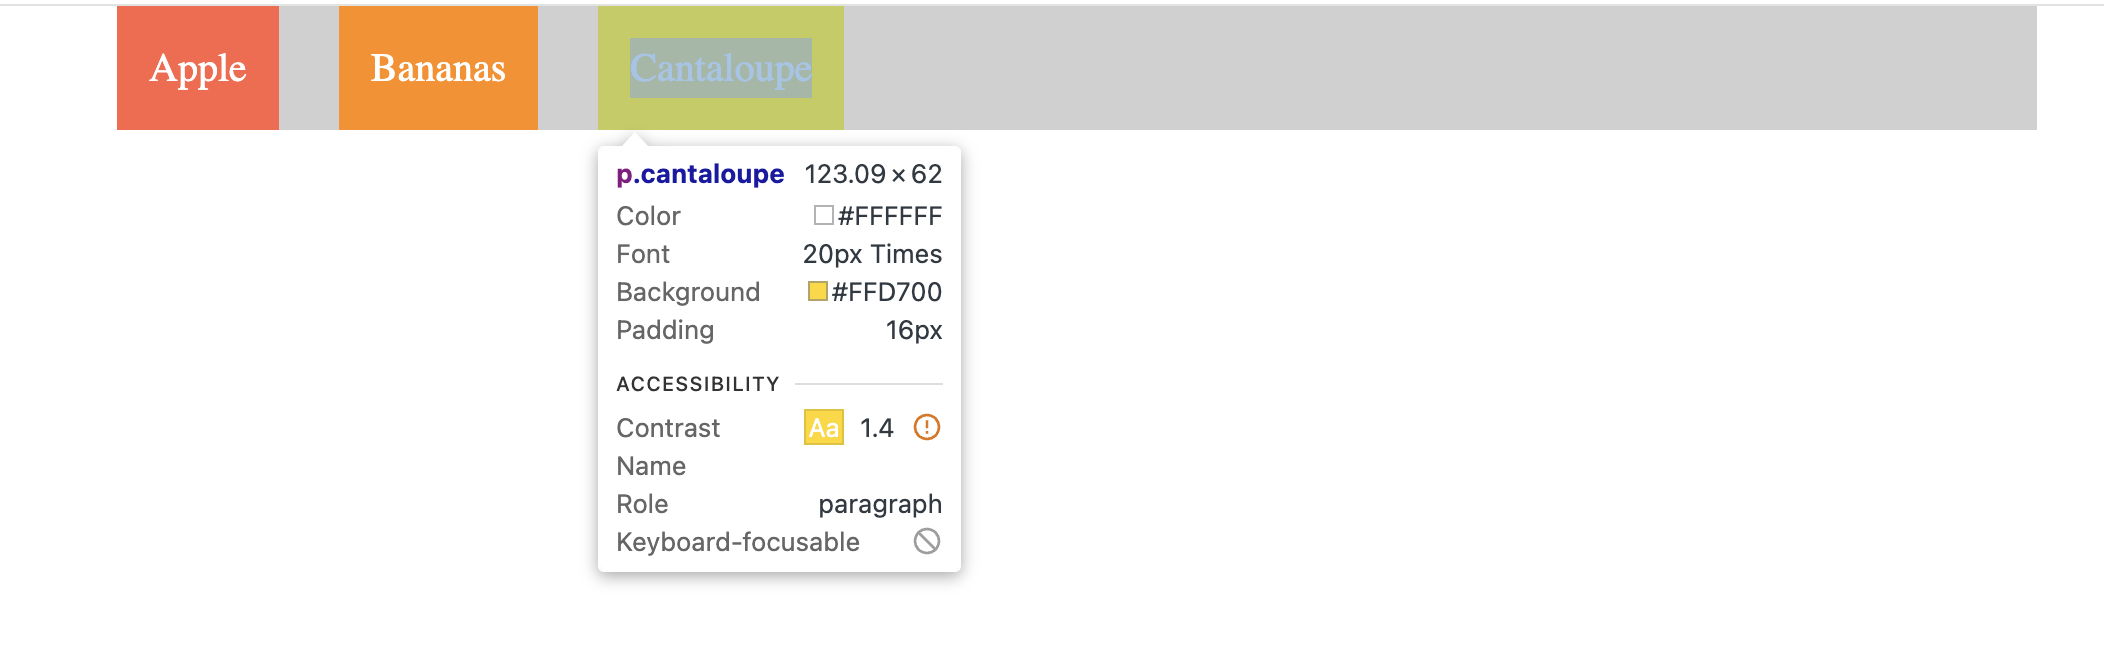 Apple Bananas Cantaloupe
p.cantaloupe 123.09 × 62
Color #FFFFFF
Font 20px Times
Background #FFD700
Padding 16px
ACCESSIBILITY
Contrast Aa 1.4
Name
Role paragraph
Keyboard-focusable